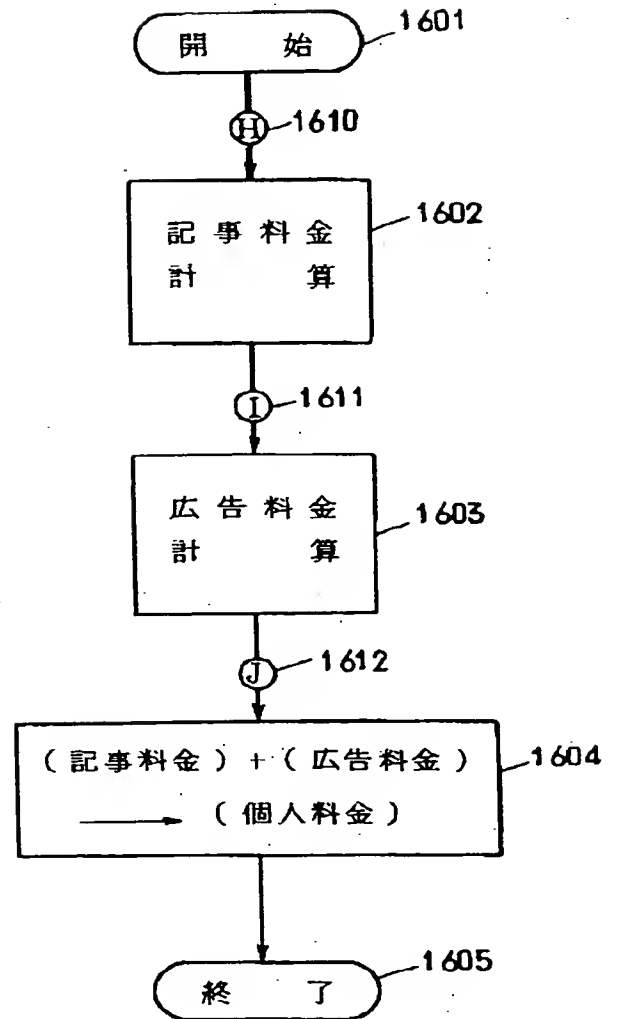 開 始
1601
H
1610
記事料金
計 算
1602
I
1611
広告料金
計 算
1603
J
1612
(記事料金)+(広告料金)
→(個人料金)
1604
終 了
1605